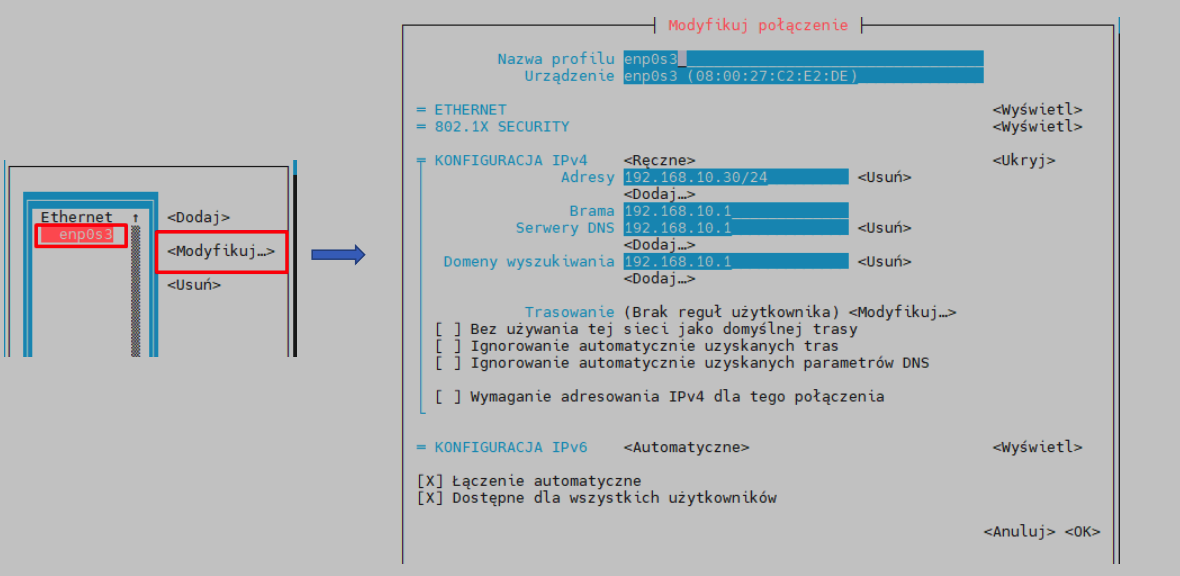 Ethernet ↑
enp0s3
<Dodaj>
<Modyfikuj…>
<Usuń>
Modyfikuj połączenie
Nazwa profilu enp0s3
Urządzenie enp0s3 (08:00:27:C2:E2:DE)
= ETHERNET <Wyświetl>
= 802.1X SECURITY <Wyświetl>
KONFIGURACJA IPv4 <Ręczne> <Ukryj>
Adresy 192.168.10.30/24 <Usuń>
<Dodaj…>
Brama 192.168.10.1
Serwery DNS 192.168.10.1 <Usuń>
<Dodaj…>
Domeny wyszukiwania 192.168.10.1 <Usuń>
<Dodaj…>
Trasowanie (Brak reguł użytkownika) <Modyfikuj…>
[ ] Bez używania tej sieci jako domyślnej trasy
[ ] Ignorowanie automatycznie uzyskanych tras
[ ] Ignorowanie automatycznie uzyskanych parametrów DNS
[ ] Wymaganie adresowania IPv4 dla tego połączenia
= KONFIGURACJA IPv6 <Automatyczne> <Wyświetl>
[X] Łączenie automatyczne
[X] Dostępne dla wszystkich użytkowników
<Anuluj> <OK>